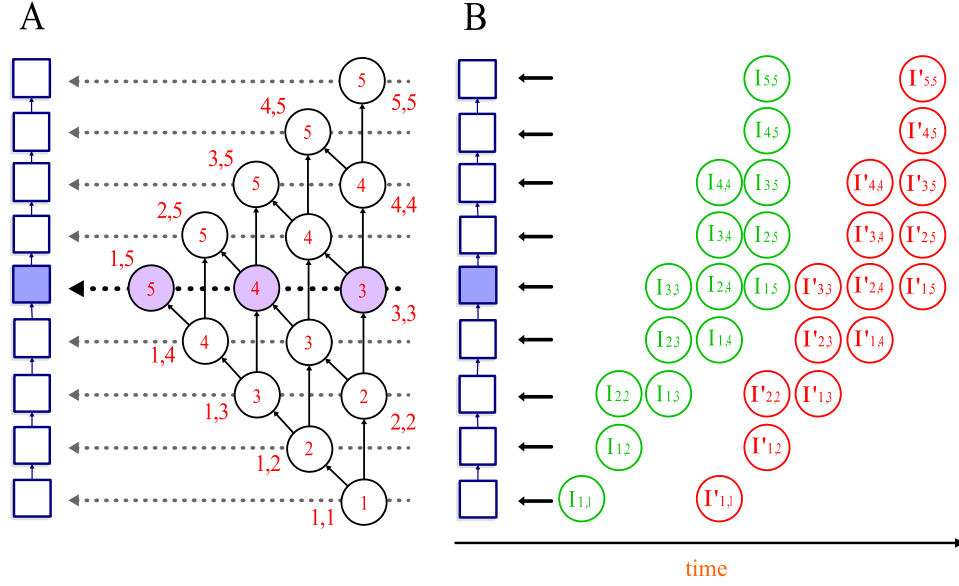 A
B
5
5,5
I5,5
I'5,5
4,5
5
I4,5
I'4,5
3,5
5
4
4,4
I4,4
I3,5
I'4,4
I'3,5
2,5
5
4
I3,4
I2,5
I'3,4
I'2,5
1,5
5
4
3
3,3
I3,3
I2,4
I1,5
I'3,3
I'2,4
I'1,5
1,4
4
3
I2,3
I1,4
I'2,3
I'1,4
1,3
3
2
2,2
I2,2
I1,3
I'2,2
I'1,3
1,2
2
I1,2
I'1,2
1,1
1
I1,1
I'1,1
time